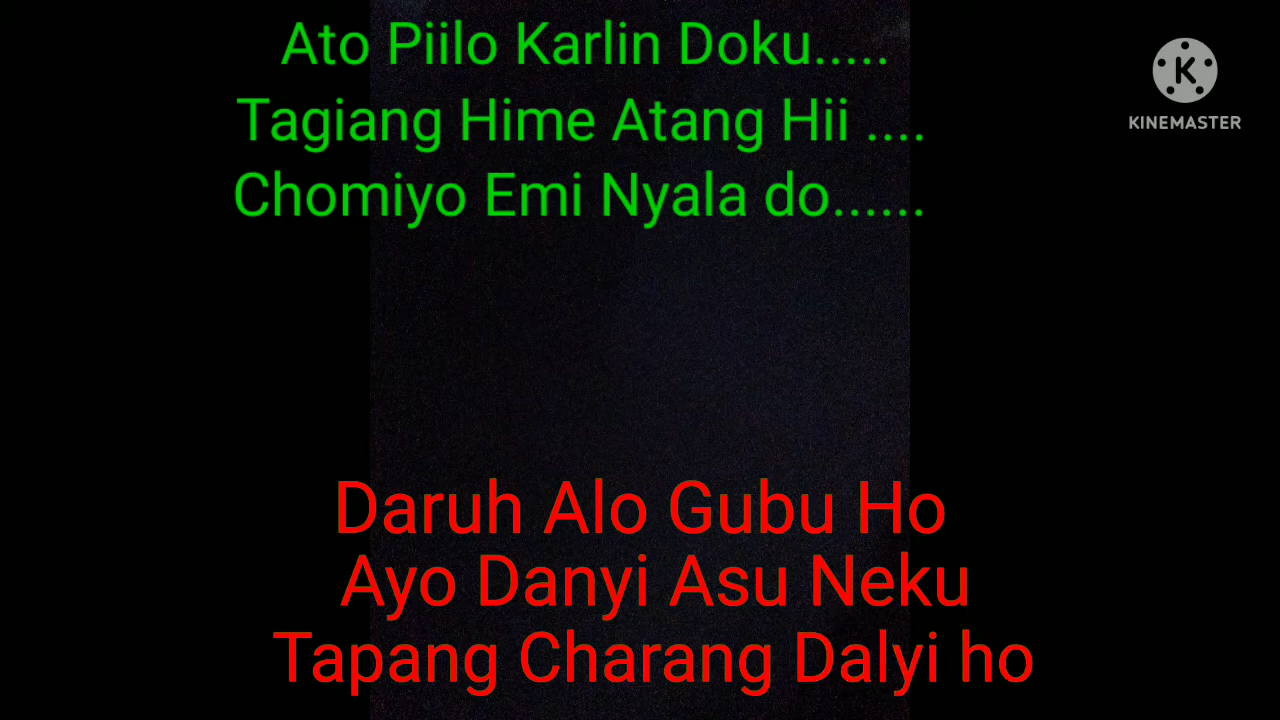 Ato Piilo Karlin Doku.....
Tagiang Hime Atang Hii ....
Chomiyo Emi Nyala do......
KINEMASTER
Daruh Alo Gubu Ho
Ayo Danyi Asu Neku
Tapang Charang Dalyi ho